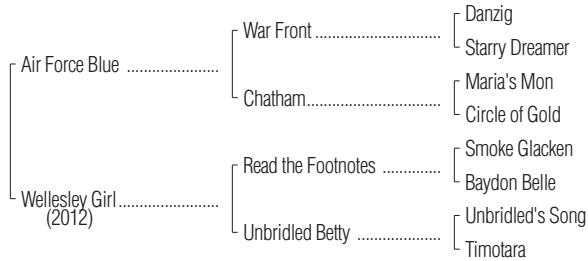 Danzig
War Front ....................
Starry Dreamer
Air Force Blue ......................
Maria's Mon
Chatham................................
Circle of Gold
Smoke Glacken
Read the Footnotes ..............
Baydon Belle
Wellesley Girl........................
(2012)
Unbridled's Song
Unbridled Betty ....................
Timotara